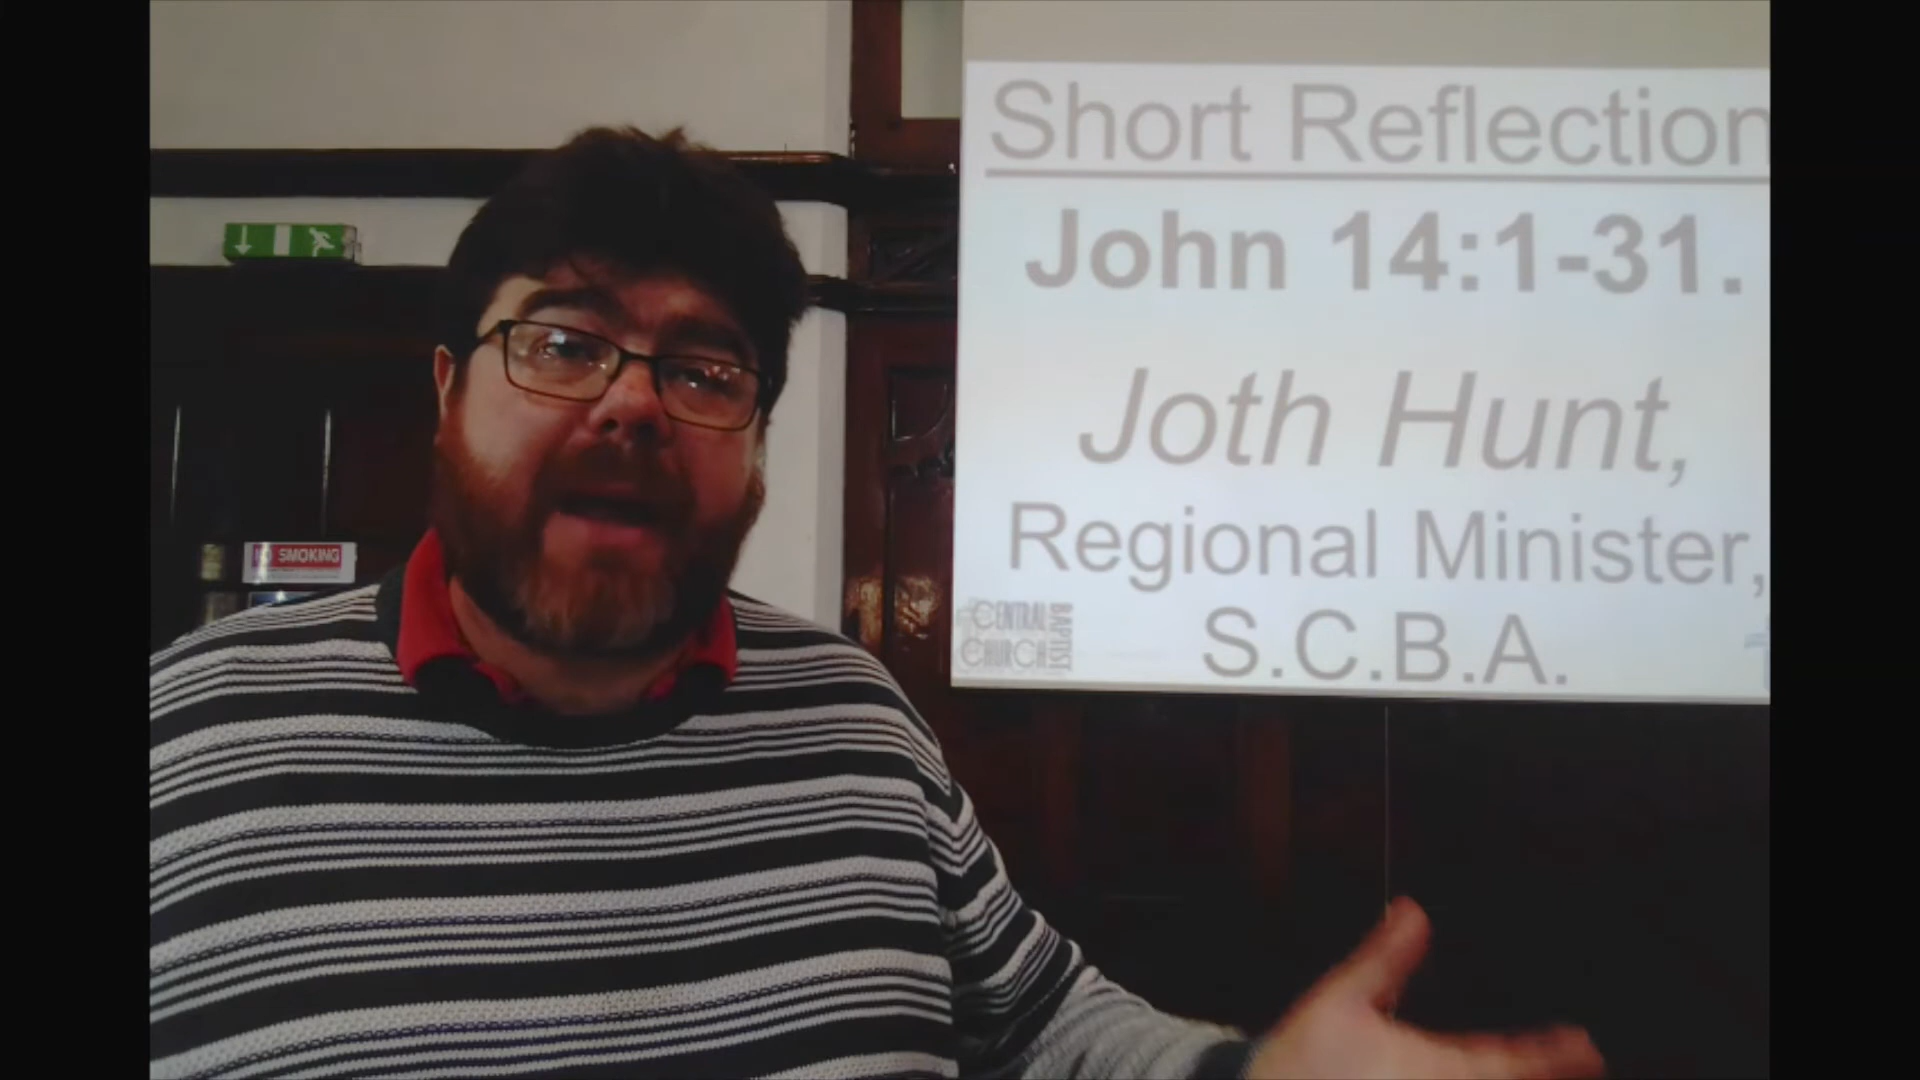 Short Reflection
John 14:1-31.
Joth Hunt,
Regional Minister,
S.C.B.A.
CENTRAL
CHURCH
BAPTIST
NO SMOKING